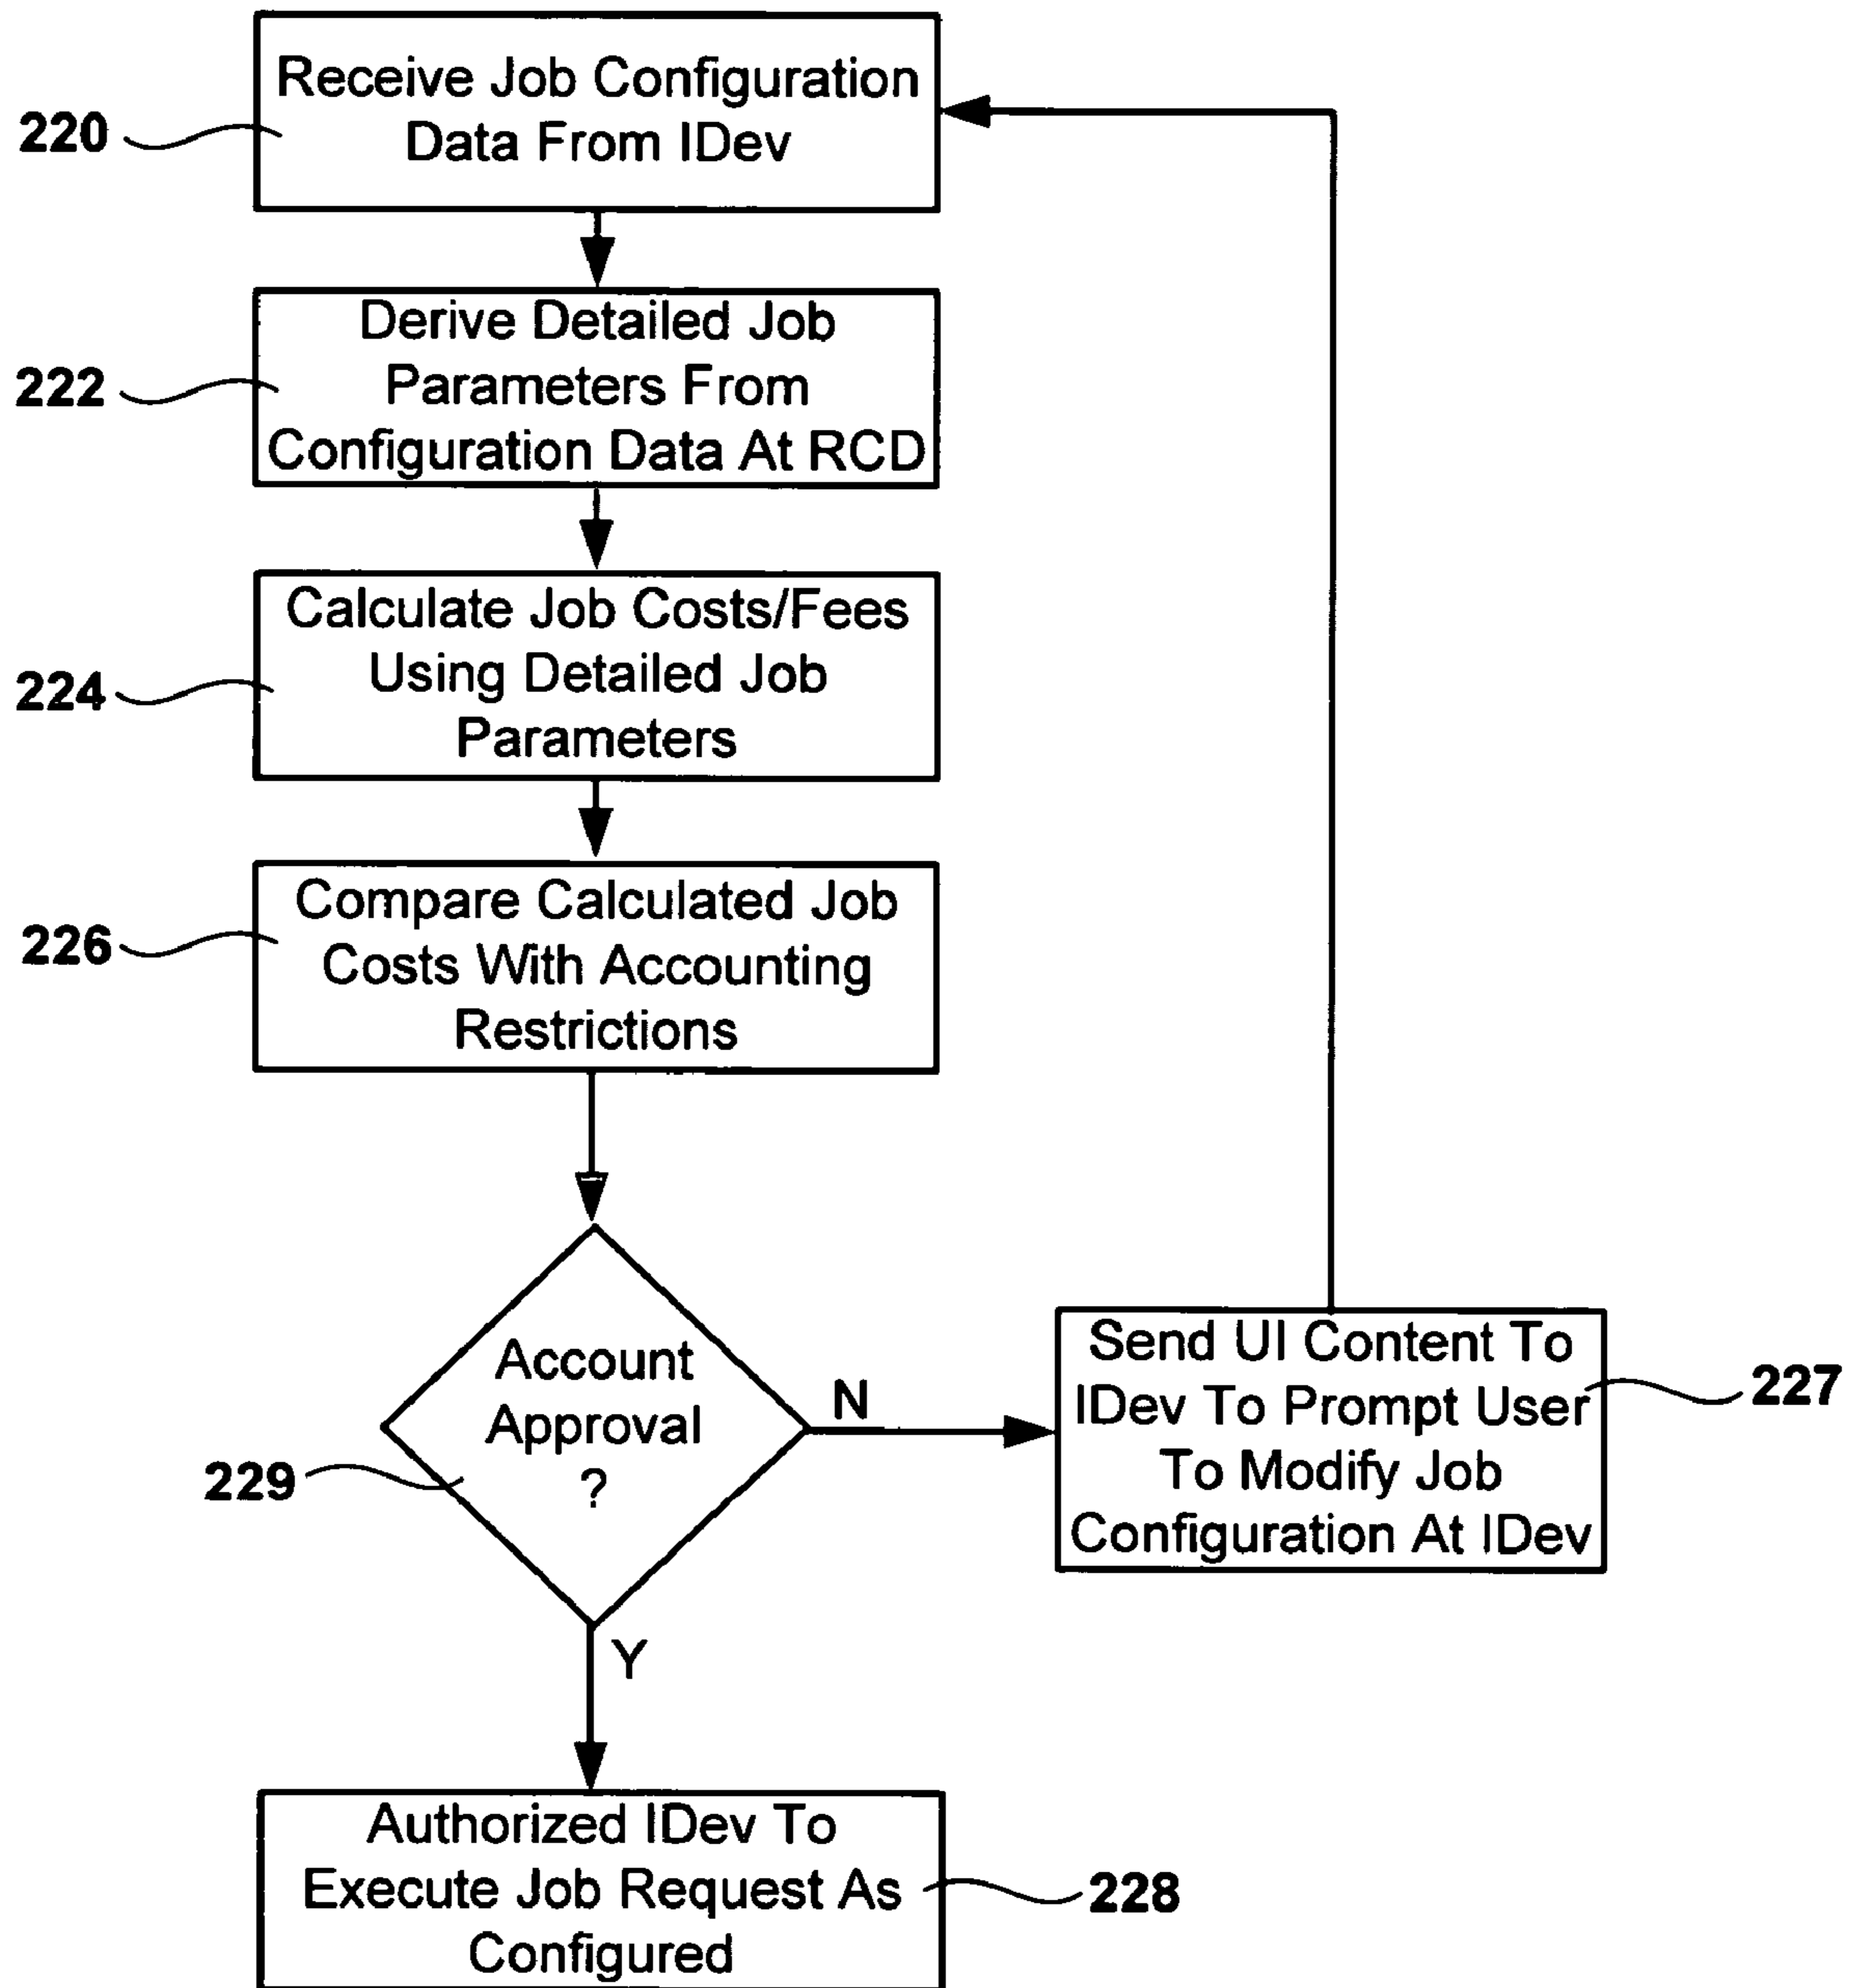 Receive Job Configuration
Data From IDev
220
Derive Detailed Job
Parameters From
Configuration Data At RCD
222
Calculate Job Costs/Fees
Using Detailed Job
Parameters
224
Compare Calculated Job
Costs With Accounting
Restrictions
226
Account
Approval
?
229
N
Send UI Content To
IDev To Prompt User
To Modify Job
Configuration At IDev
227
Y
Authorized IDev To
Execute Job Request As
Configured
228